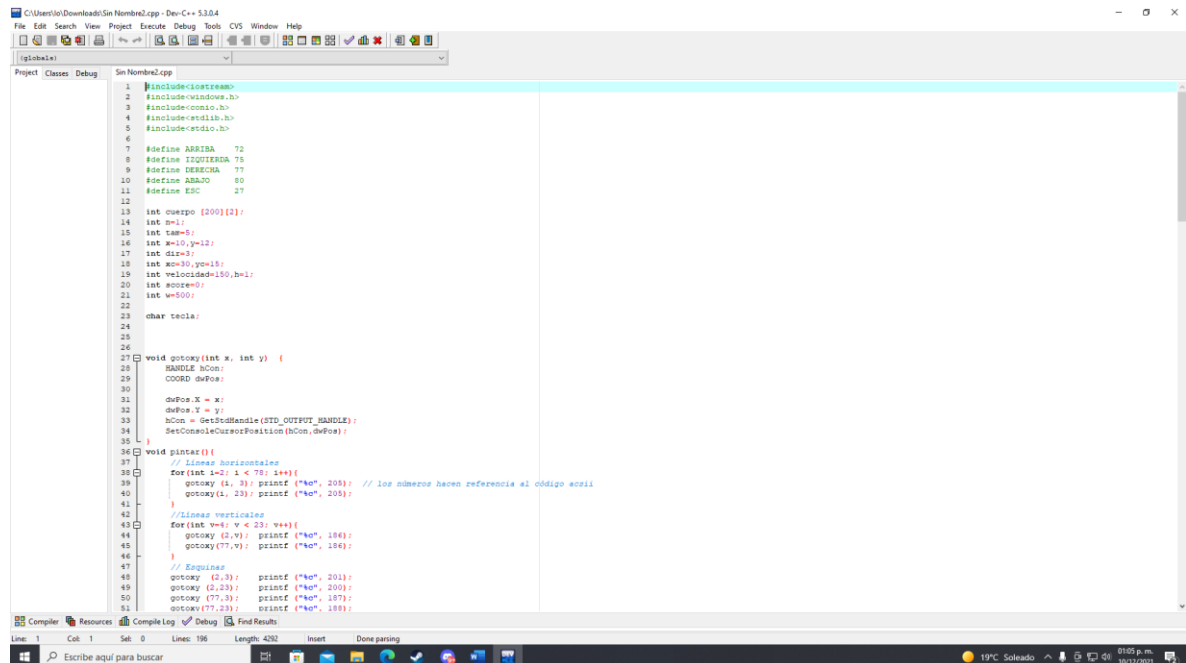 C:\Users\lo\Downloads\Sin Nombre2.cpp - Dev-C++ 5.3.0.4
File Edit Search View Project Execute Debug Tools CVS Window Help
(globals)
Project Classes Debug Sin Nombre2.cpp
1 #include<iostream>
2 #include<windows.h>
3 #include<conio.h>
4 #include<stdlib.h>
5 #include<stdio.h>
6
7 #define ARRIBA 72
8 #define IZQUIERDA 75
9 #define DERECHA 77
10 #define ABAJO 80
11 #define ESC 27
12
13 int cuerpo [200][2];
14 int n=1;
15 int tam=5;
16 int x=10,y=12;
17 int dir=3;
18 int xc=30,yc=15;
19 int velocidad=150,h=1;
20 int score=0;
21 int w=500;
22
23 char tecla;
24
25
26
27 void gotoxy(int x, int y) {
28 HANDLE hCon;
29 COORD dwPos;
30
31 dwPos.X = x;
32 dwPos.Y = y;
33 hCon = GetStdHandle(STD_OUTPUT_HANDLE);
34 SetConsoleCursorPosition(hCon,dwPos);
35 }
36 void pintar(){
37 // Lineas horizontales
38 for(int i=2; i < 78; i++){
39 gotoxy (i, 3); printf ("%c", 205); // los números hacen referencia al código acsii
40 gotoxy(i, 23); printf ("%c", 205);
41 }
42 //Lineas verticales
43 for(int v=4; v < 23; v++){
44 gotoxy (2,v); printf ("%c", 186);
45 gotoxy(77,v); printf ("%c", 186);
46 }
47 // Esquinas
48 gotoxy (2,3); printf ("%c", 201);
49 gotoxy (2,23); printf ("%c", 200);
50 gotoxy (77,3); printf ("%c", 187);
51 gotoxy(77,23); printf ("%c", 188);
Compiler Resources Compile Log Debug Find Results
Line: 1 Col: 1 Sel: 0 Lines: 196 Length: 4292 Insert Done parsing
Escribe aquí para buscar
19°C Soleado
01:05 p. m.
10/12/2021